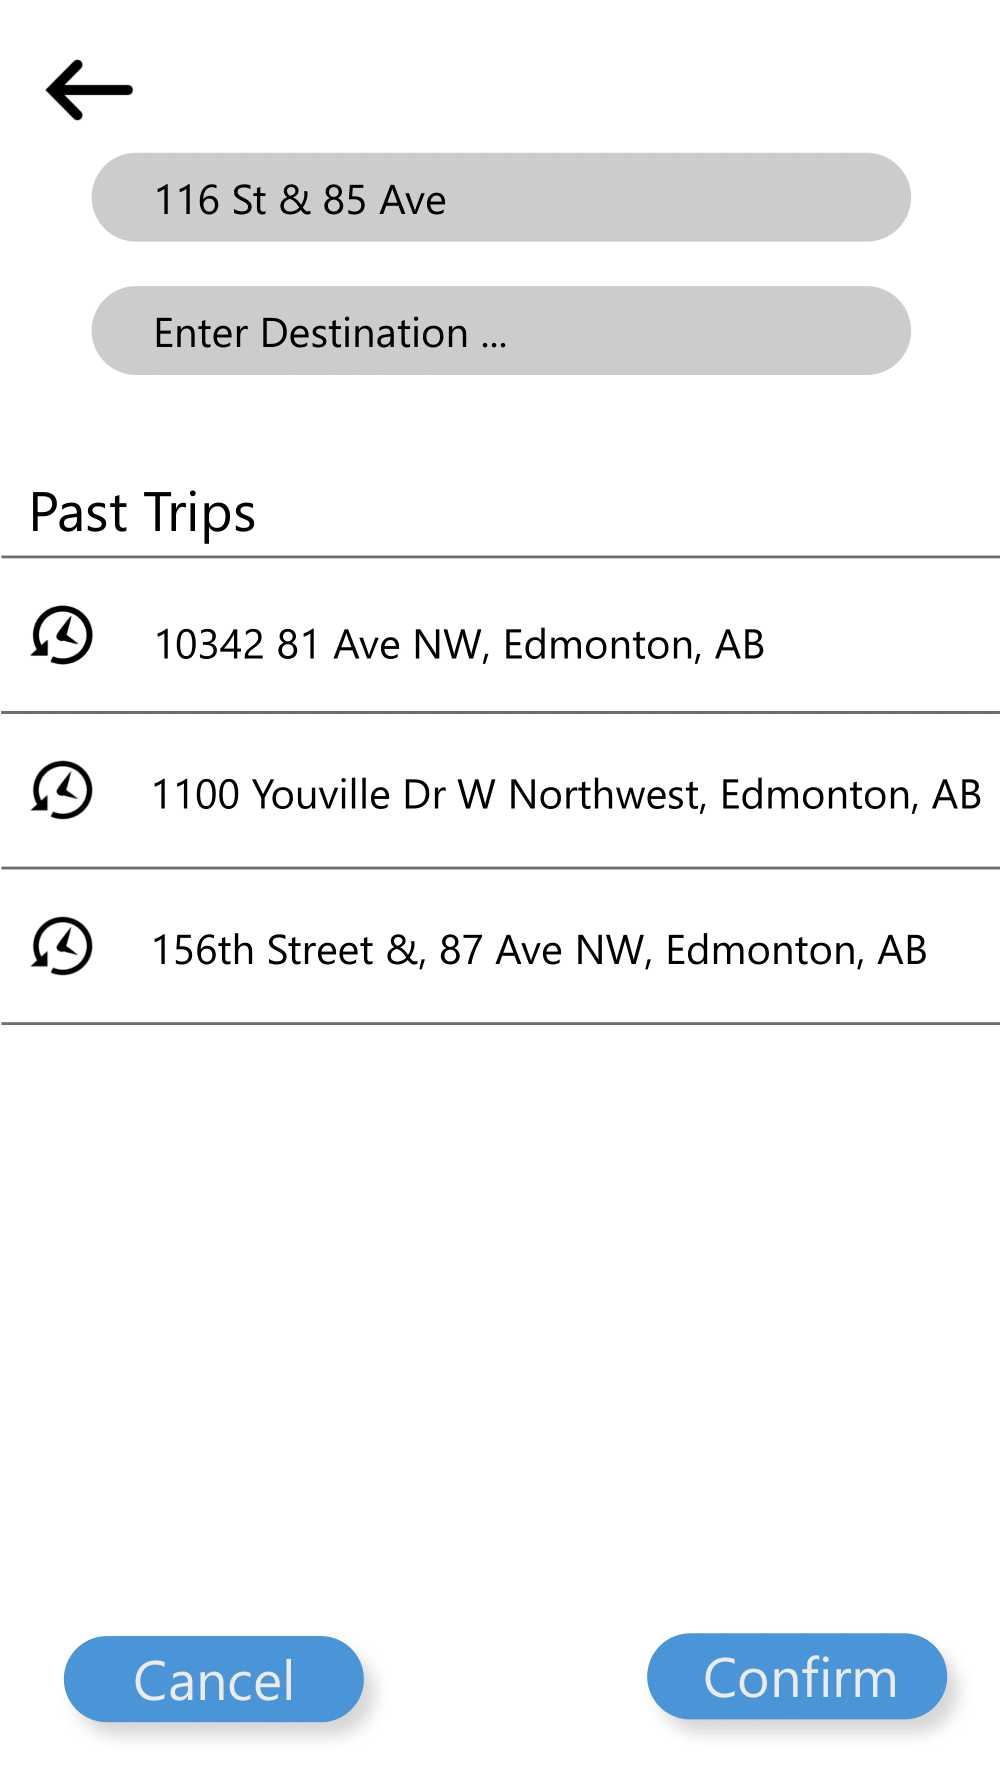 116 St & 85 Ave
Enter Destination ...
Past Trips
10342 81 Ave NW, Edmonton, AB
1100 Youville Dr W Northwest, Edmonton, AB
156th Street &, 87 Ave NW, Edmonton, AB
Cancel
Confirm